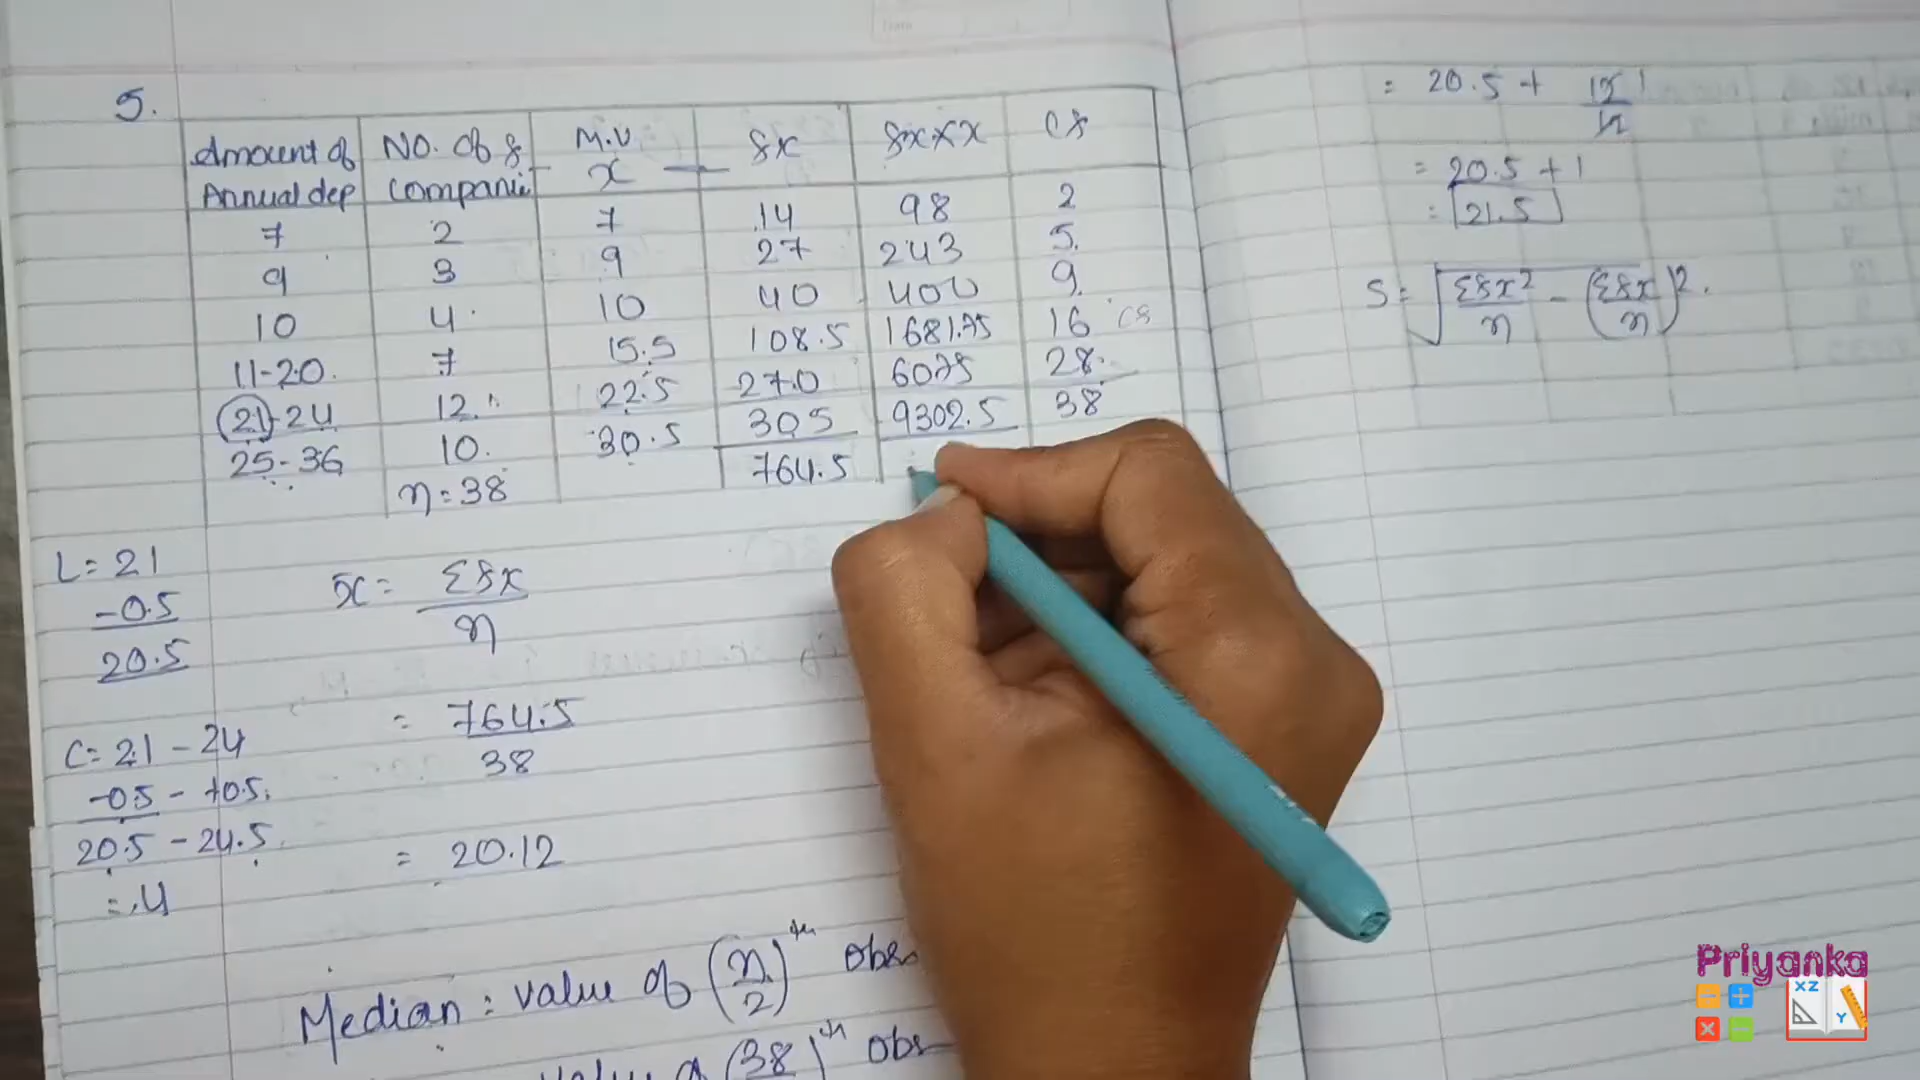 5.
Amount of Annual dep | No. of f companie | M.V x | fx | fx×x | cf
7 | 2 | 7 | 14 | 98 | 2
9 | 3 | 9 | 27 | 243 | 5.
10 | 4 | 10 | 40 | 400 | 9
11-20. | 7 | 15.5 | 108.5 | 1681.75 | 16 cf
21-24 | 12. | 22.5 | 270 | 6075 | 28
25-36 | 10. | 30.5 | 305 | 9302.5 | 38
n=38 | 764.5
L= 21
-0.5
20.5
C= 21 - 24
-0.5 - +0.5
20.5 - 24.5
= 4
x̄ = Σfx / n
= 764.5 / 38
= 20.12
Median : value of (n/2)th obs
value of (38)th obs
= 20.5 + 
= 20.5 + 1
= 21.5
S= √(Σfx²/n - (Σfx/n)²).
Priyanka
XZ
Y